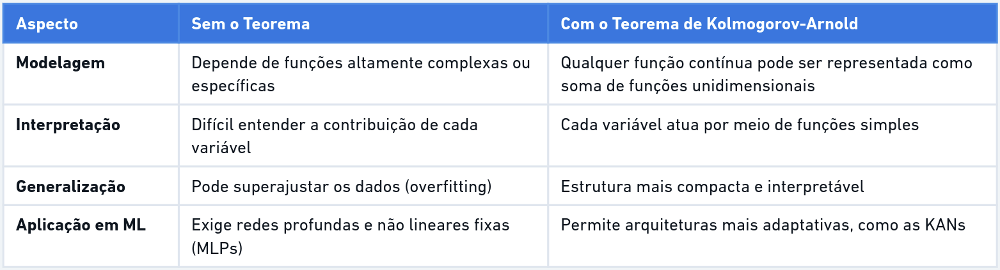 Aspecto
Sem o Teorema
Com o Teorema de Kolmogorov-Arnold
Modelagem
Depende de funções altamente complexas ou
específicas
Qualquer função contínua pode ser representada como
soma de funções unidimensionais
Interpretação
Difícil entender a contribuição de cada
variável
Cada variável atua por meio de funções simples
Generalização
Pode superajustar os dados (overfitting)
Estrutura mais compacta e interpretável
Aplicação em ML
Exige redes profundas e não lineares fixas
(MLPs)
Permite arquiteturas mais adaptativas, como as KANs